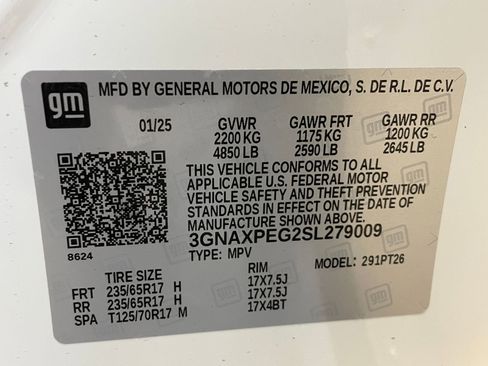 gm
MFD BY GENERAL MOTORS DE MEXICO, S. DE R.L. DE C.V.
01/25 GVWR GAWR FRT GAWR RR
2200 KG 1175 KG 1200 KG
4850 LB 2590 LB 2645 LB
THIS VEHICLE CONFORMS TO ALL
APPLICABLE U.S. FEDERAL MOTOR
VEHICLE SAFETY AND THEFT PREVENTION
STANDARDS IN EFFECT ON THE DATE OF
MANUFACTURE SHOWN ABOVE.
3GNAXPEG2SL279009
8624
TYPE: MPV MODEL: 291PT26
TIRE SIZE RIM
FRT 235/65R17 H 17X7.5J
RR 235/65R17 H 17X7.5J
SPA T125/70R17 M 17X4BT